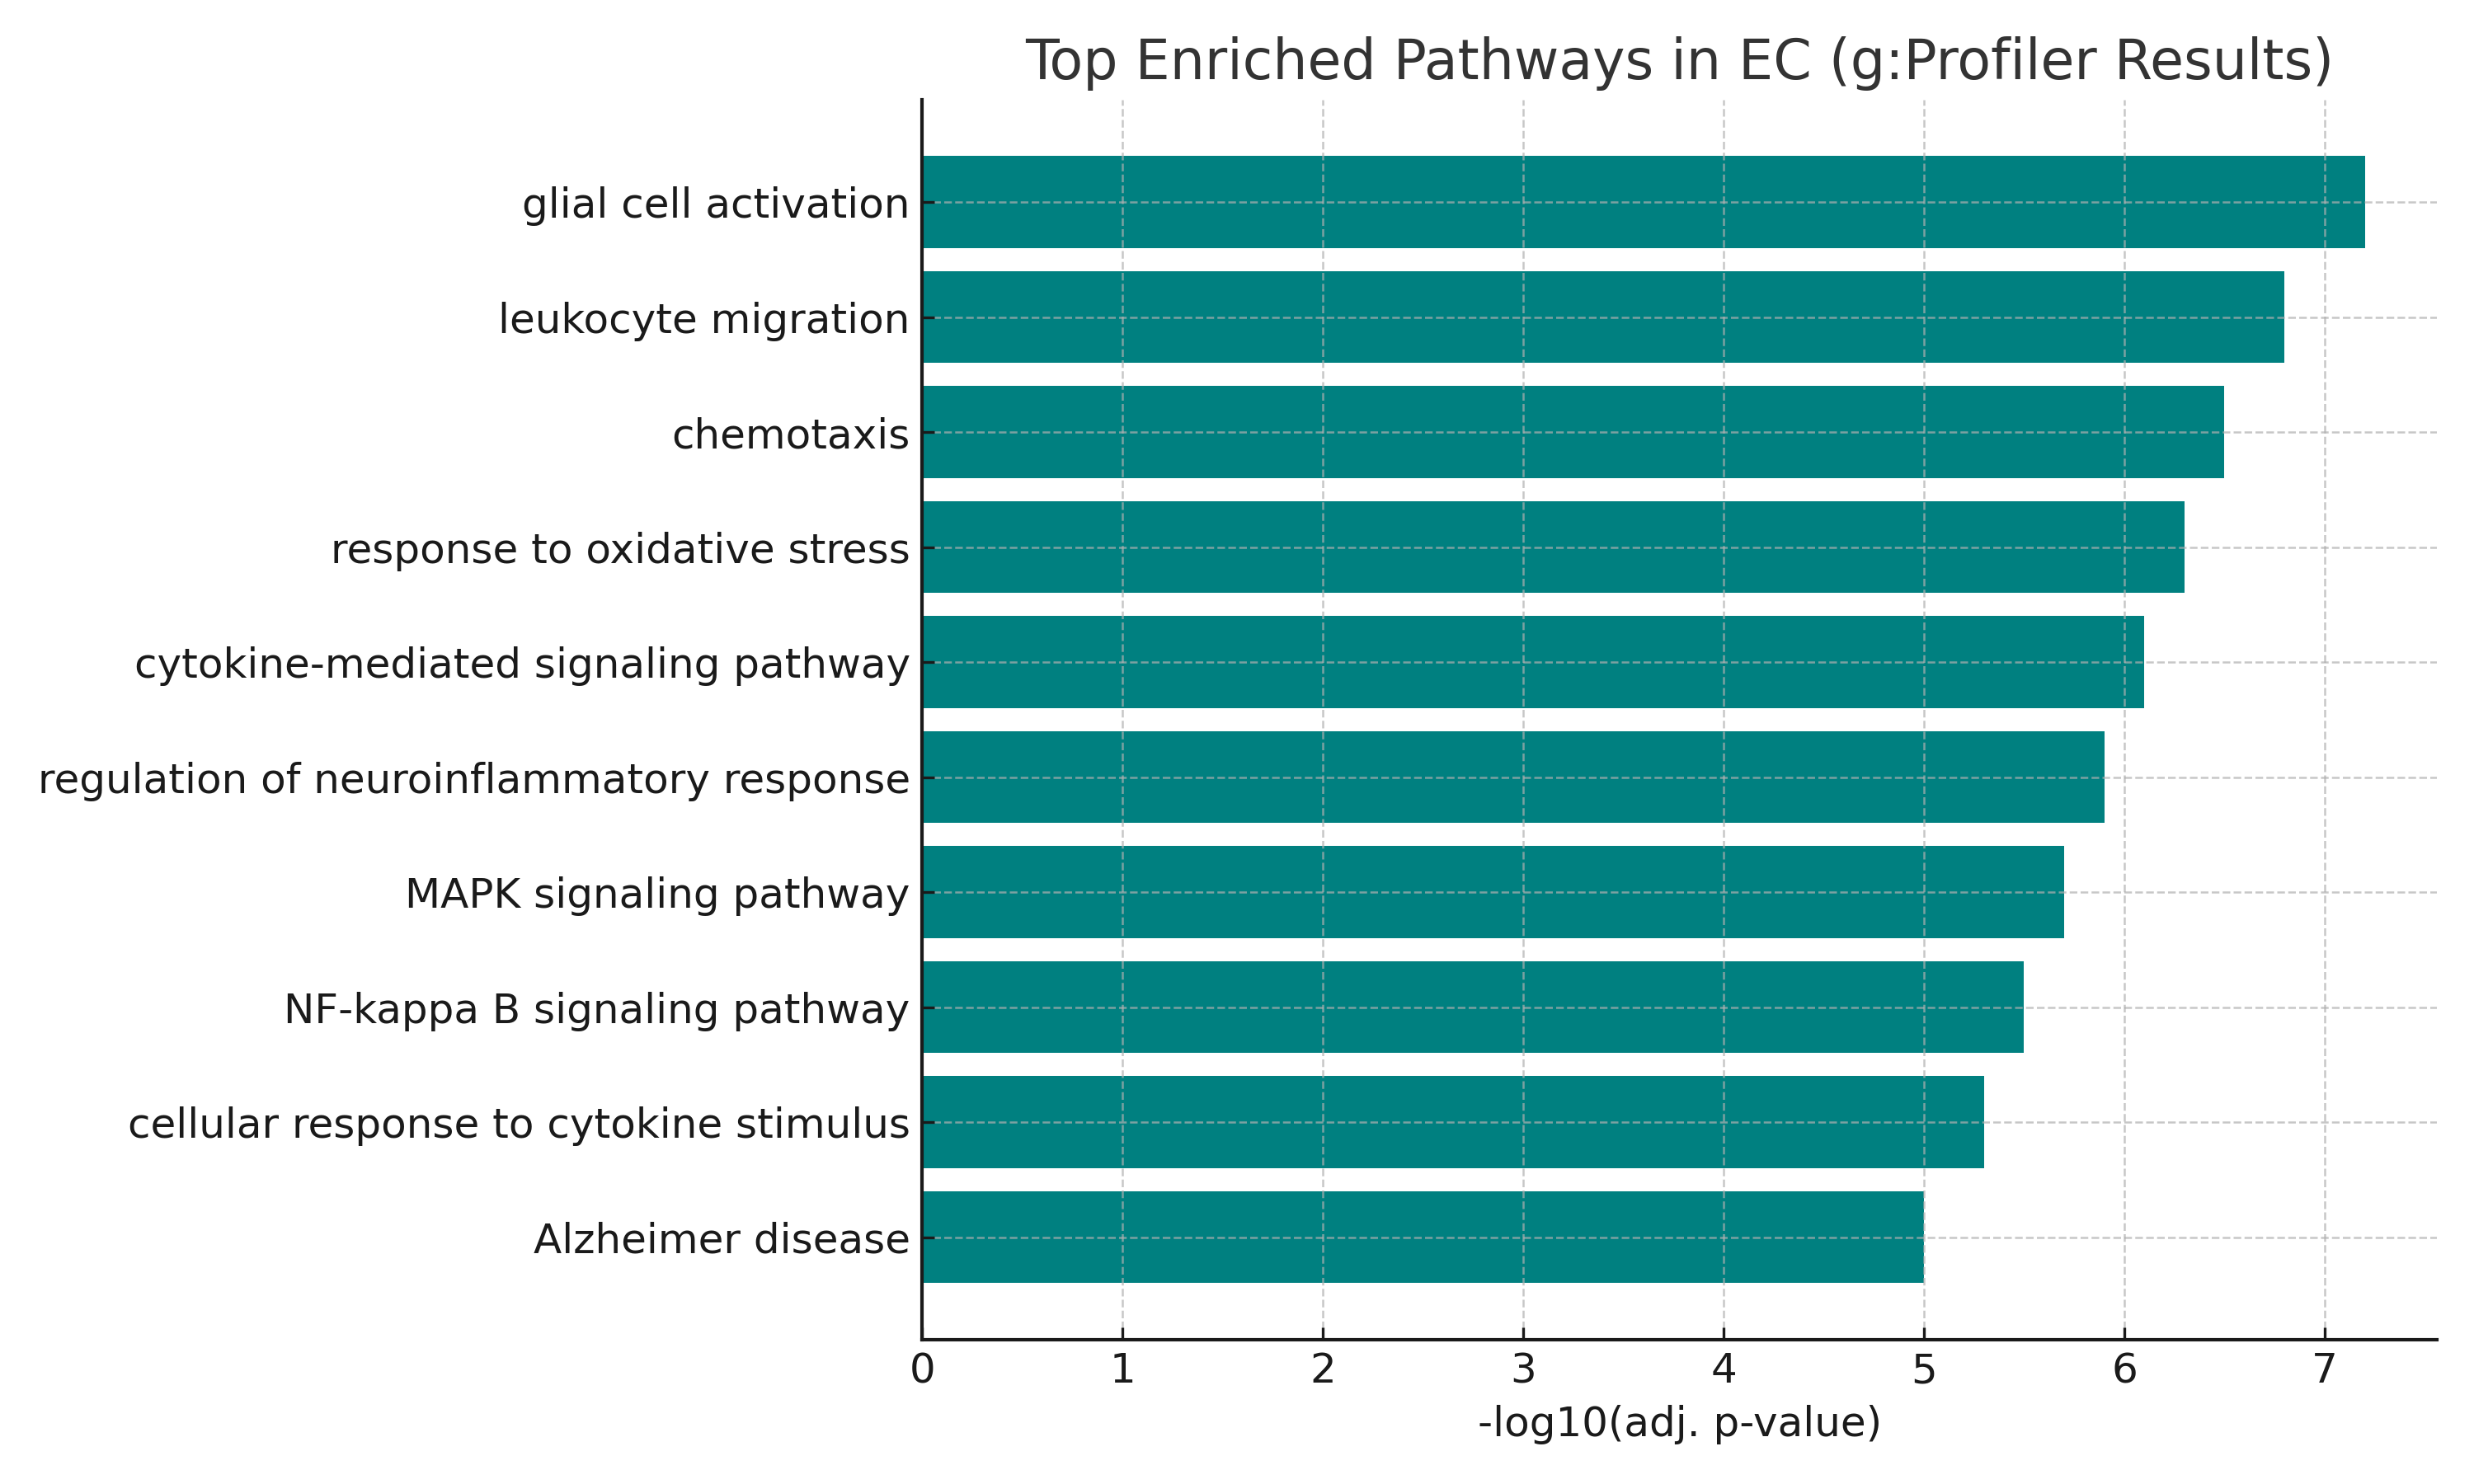 Top Enriched Pathways in EC (g:Profiler Results)
glial cell activation
leukocyte migration
chemotaxis
response to oxidative stress
cytokine-mediated signaling pathway
regulation of neuroinflammatory response
MAPK signaling pathway
NF-kappa B signaling pathway
cellular response to cytokine stimulus
Alzheimer disease
0 1 2 3 4 5 6 7
-log10(adj. p-value)